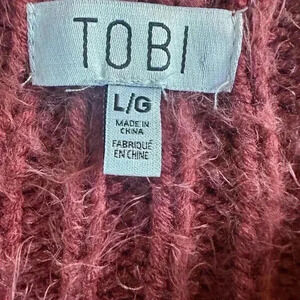 TOBI
L/G
MADE IN
CHINA
FABRIQUÉ
EN CHINE